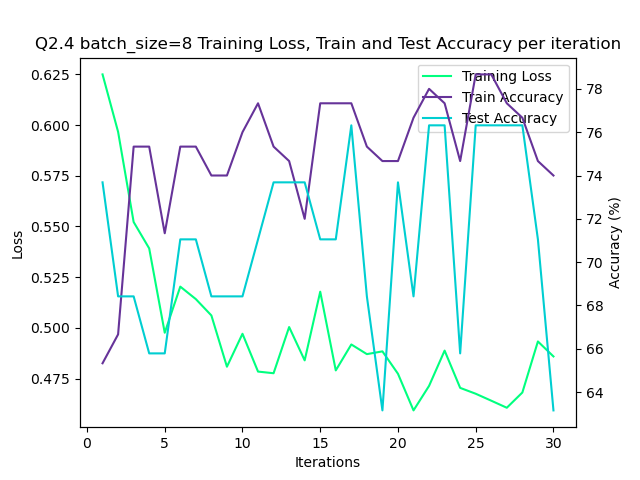 Q2.4 batch_size=8 Training Loss, Train and Test Accuracy per iteration
Training Loss
Train Accuracy
Test Accuracy
0.625
0.600
0.575
0.550
0.525
0.500
0.475
Loss
78
76
74
72
70
68
66
64
Accuracy (%)
0 5 10 15 20 25 30
Iterations